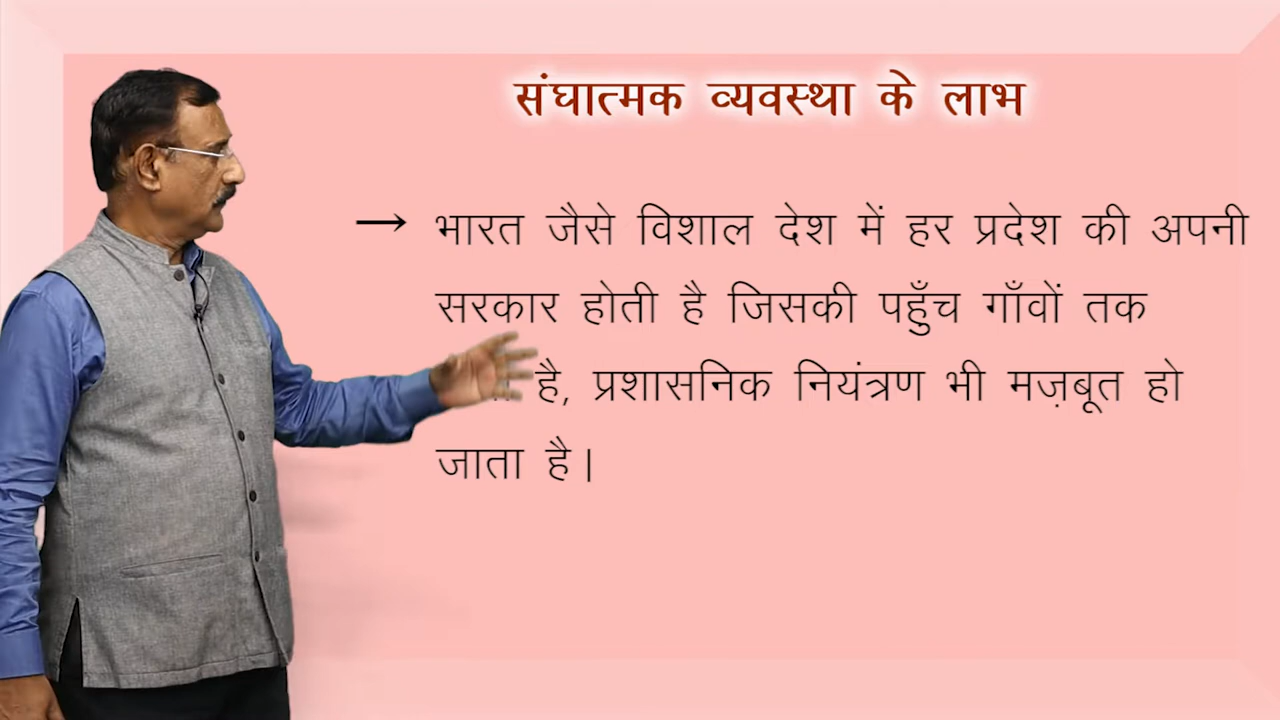 संघात्मक व्यवस्था के लाभ
→ भारत जैसे विशाल देश में हर प्रदेश की अपनी
सरकार होती है जिसकी पहुँच गाँवों तक
है, प्रशासनिक नियंत्रण भी मज़बूत हो
जाता है।